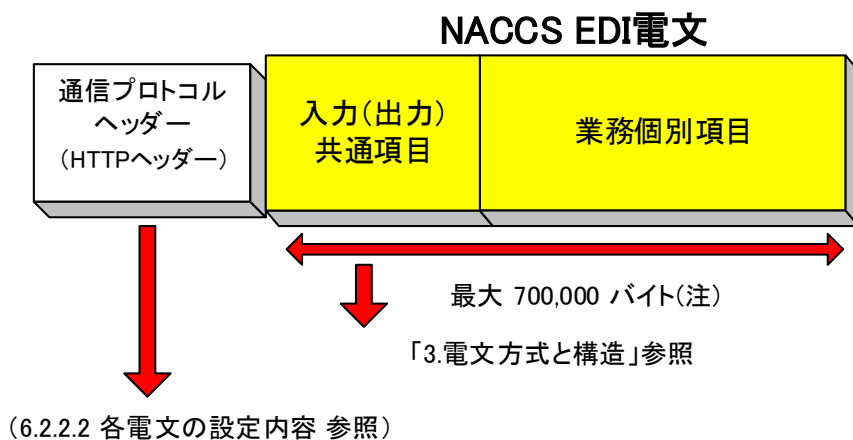 NACCS EDI電文
通信プロトコル
ヘッダー
（HTTPヘッダー）
入力（出力）
共通項目
業務個別項目
最大 700,000 バイト（注）
「3.電文方式と構造」参照
（6.2.2.2 各電文の設定内容 参照）